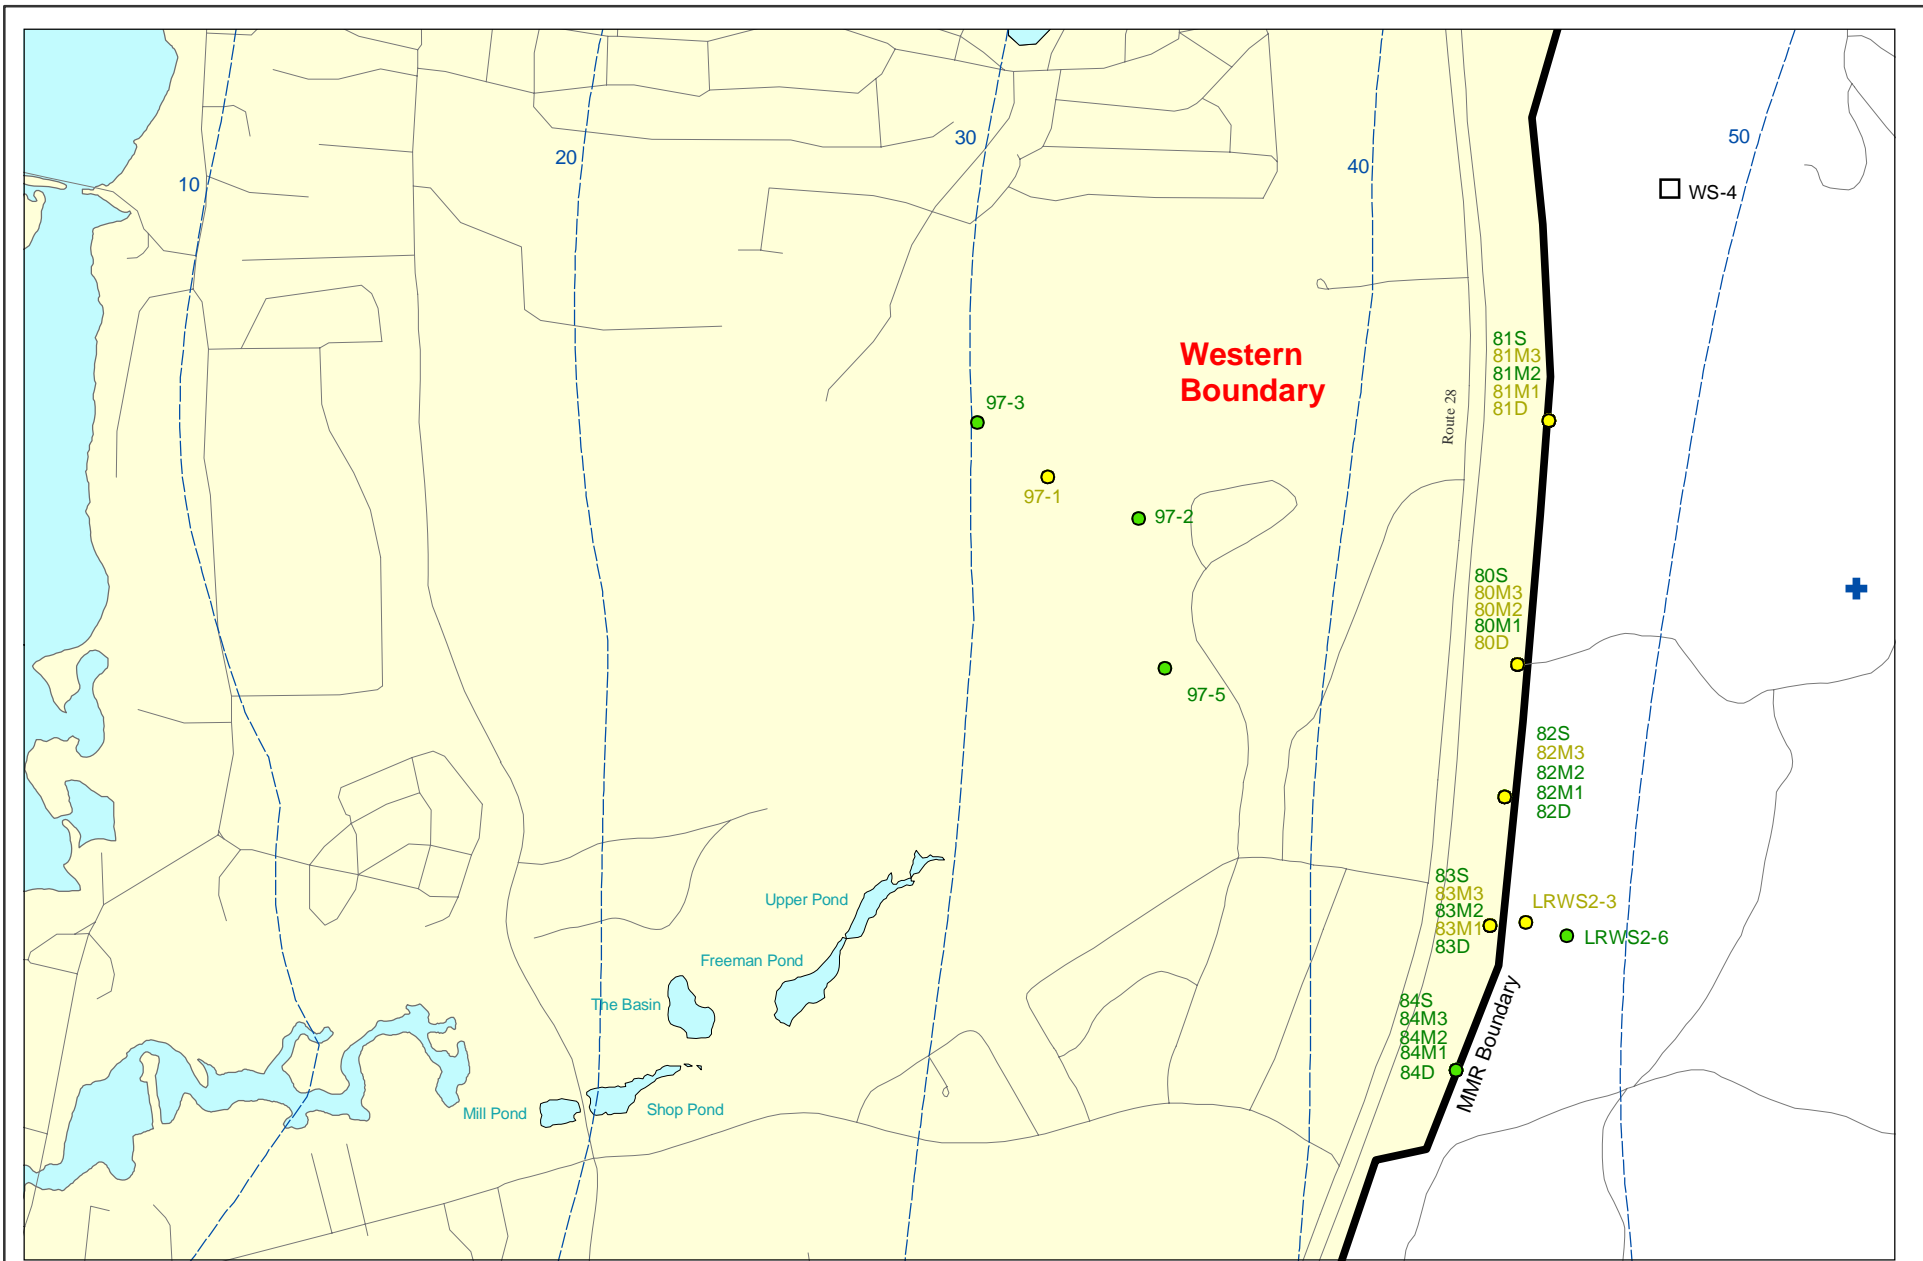 10
20
30
40
50
WS-4
Western
Boundary
Route 28
81S
81M3
81M2
81M1
81D
97-3
97-1
97-2
97-5
80S
80M3
80M2
80M1
80D
82S
82M3
82M2
82M1
82D
83S
83M3
83M2
83M1
83D
LRWS2-3
LRWS2-6
84S
84M3
84M2
84M1
84D
MMR Boundary
Upper Pond
Freeman Pond
The Basin
Mill Pond
Shop Pond